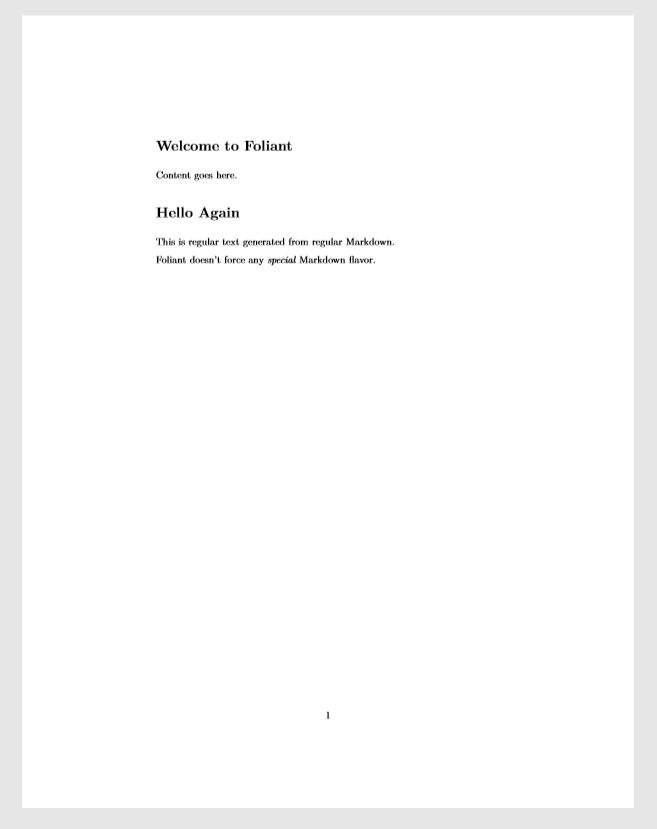 Welcome to Foliant
Content goes here.
Hello Again
This is regular text generated from regular Markdown.
Foliant doesn't force any special Markdown flavor.
1